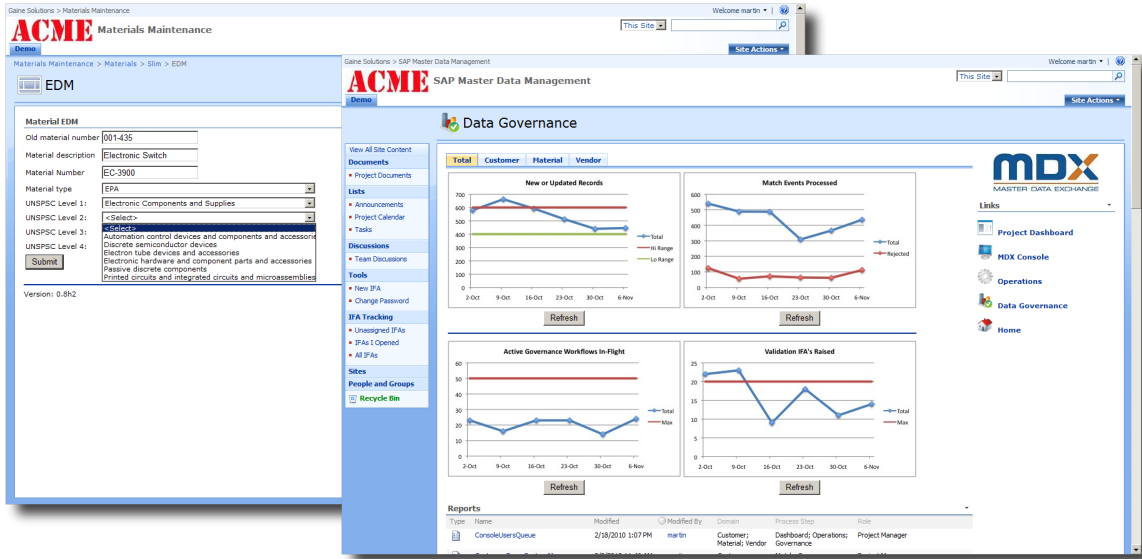 Gaine Solutions > Materials Maintenance
Welcome martin
ACME Materials Maintenance
This Site
Demo
Site Actions
Materials Maintenance > Materials > Slim > EDM
EDM
Material EDM
Old material number 001-435
Material description Electronic Switch
Material Number EC-3900
Material type EPA
UNSPSC Level 1: Electronic Components and Supplies
UNSPSC Level 2: <Select>
<Select>
UNSPSC Level 3:
Automation control devices and components and accessorie
Discrete semiconductor devices
UNSPSC Level 4:
Electron tube devices and accessories
Electronic hardware and component parts and accessories
Passive discrete components
Printed circuits and integrated circuits and microassemblies
Submit
Version: 0.8h2
Gaine Solutions > SAP Master Data Management
Welcome martin
ACME SAP Master Data Management
This Site
Demo
Site Actions
Data Governance
View All Site Content
Documents
Project Documents
Lists
Announcements
Project Calendar
Tasks
Discussions
Team Discussions
Tools
New IFA
Change Password
IFA Tracking
Unassigned IFAs
IFAs I Opened
All IFAs
Sites
People and Groups
Recycle Bin
Total Customer Material Vendor
New or Updated Records
700
600
500
400
300
200
100
0
2-Oct 9-Oct 16-Oct 23-Oct 30-Oct 6-Nov
Total
Hi Range
Lo Range
Refresh
Match Events Processed
600
500
400
300
200
100
0
2-Oct 9-Oct 16-Oct 23-Oct 30-Oct 6-Nov
Total
Rejected
Refresh
Active Governance Workflows In-Flight
60
50
40
30
20
10
0
2-Oct 9-Oct 16-Oct 23-Oct 30-Oct 6-Nov
Total
Max
Refresh
Validation IFA's Raised
25
20
15
10
5
0
2-Oct 9-Oct 16-Oct 23-Oct 30-Oct 6-Nov
Total
Max
Refresh
MDX
MASTER DATA EXCHANGE
Links
Project Dashboard
MDX Console
Operations
Data Governance
Home
Reports
Type Name Modified Modified By Domain Process Step Role
ConsoleUsersQueue 2/18/2010 1:07 PM martin Customer; Material; Vendor Dashboard; Operations; Governance Project Manager